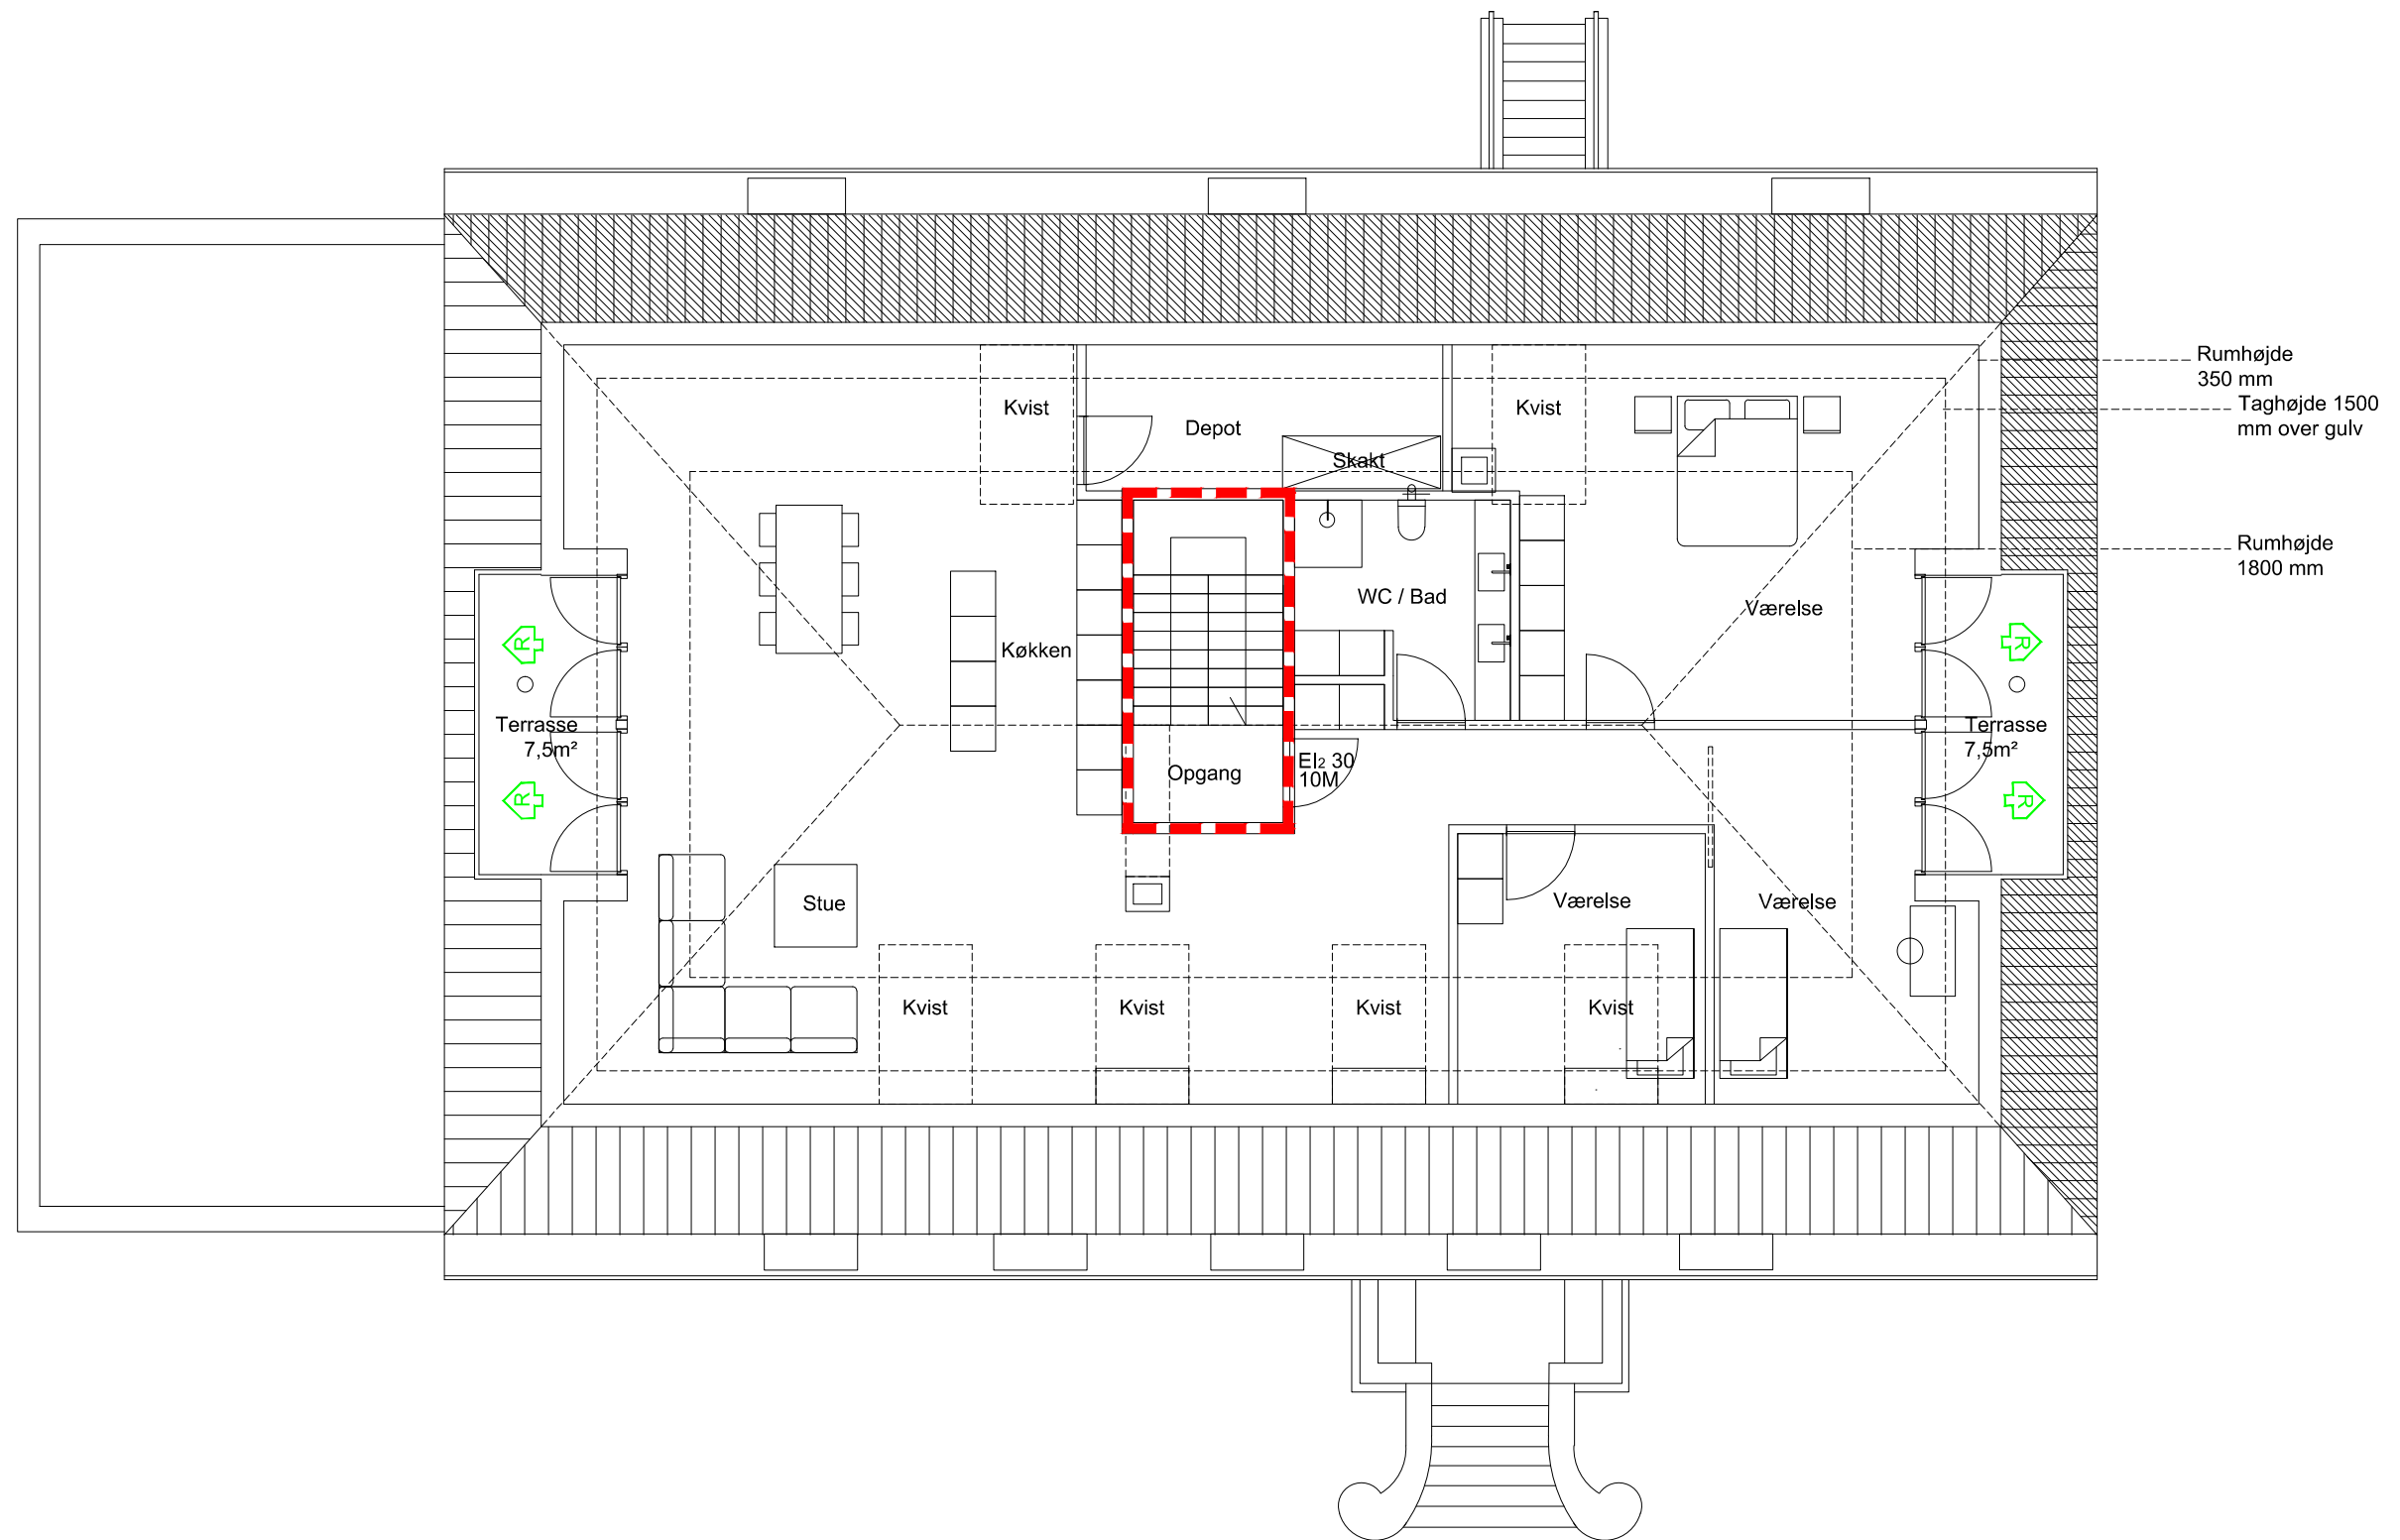 Rumhøjde
350 mm
Taghøjde 1500
mm over gulv
Kvist
Kvist
Depot
Skakt
Rumhøjde
1800 mm
WC / Bad
Værelse
R
R
Køkken
Terrasse
7,5m²
Terrasse
7,5m²
EI2 30
10M
Opgang
R
R
Stue
Værelse
Værelse
Kvist
Kvist
Kvist
Kvist